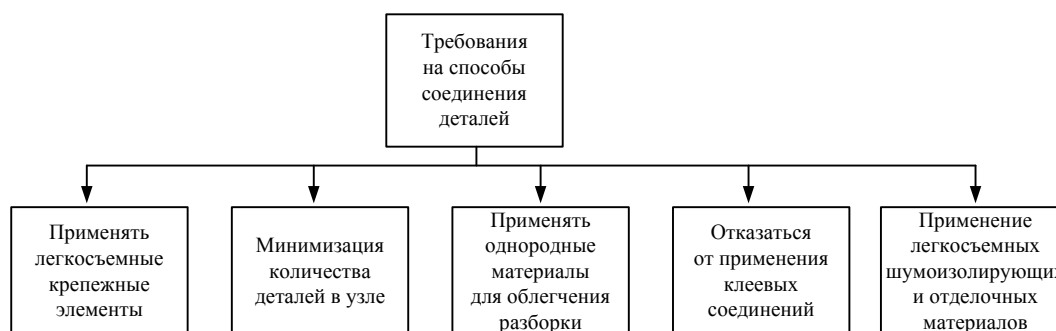 Требования
на способы
соединения
деталей
Применять
легкосъемные
крепежные
элементы
Минимизация
количества
деталей в узле
Применять
однородные
материалы
для облегчения
разборки
Отказаться
от применения
клеевых
соединений
Применение
легкосъемных
шумоизолирующих
и отделочных
материалов